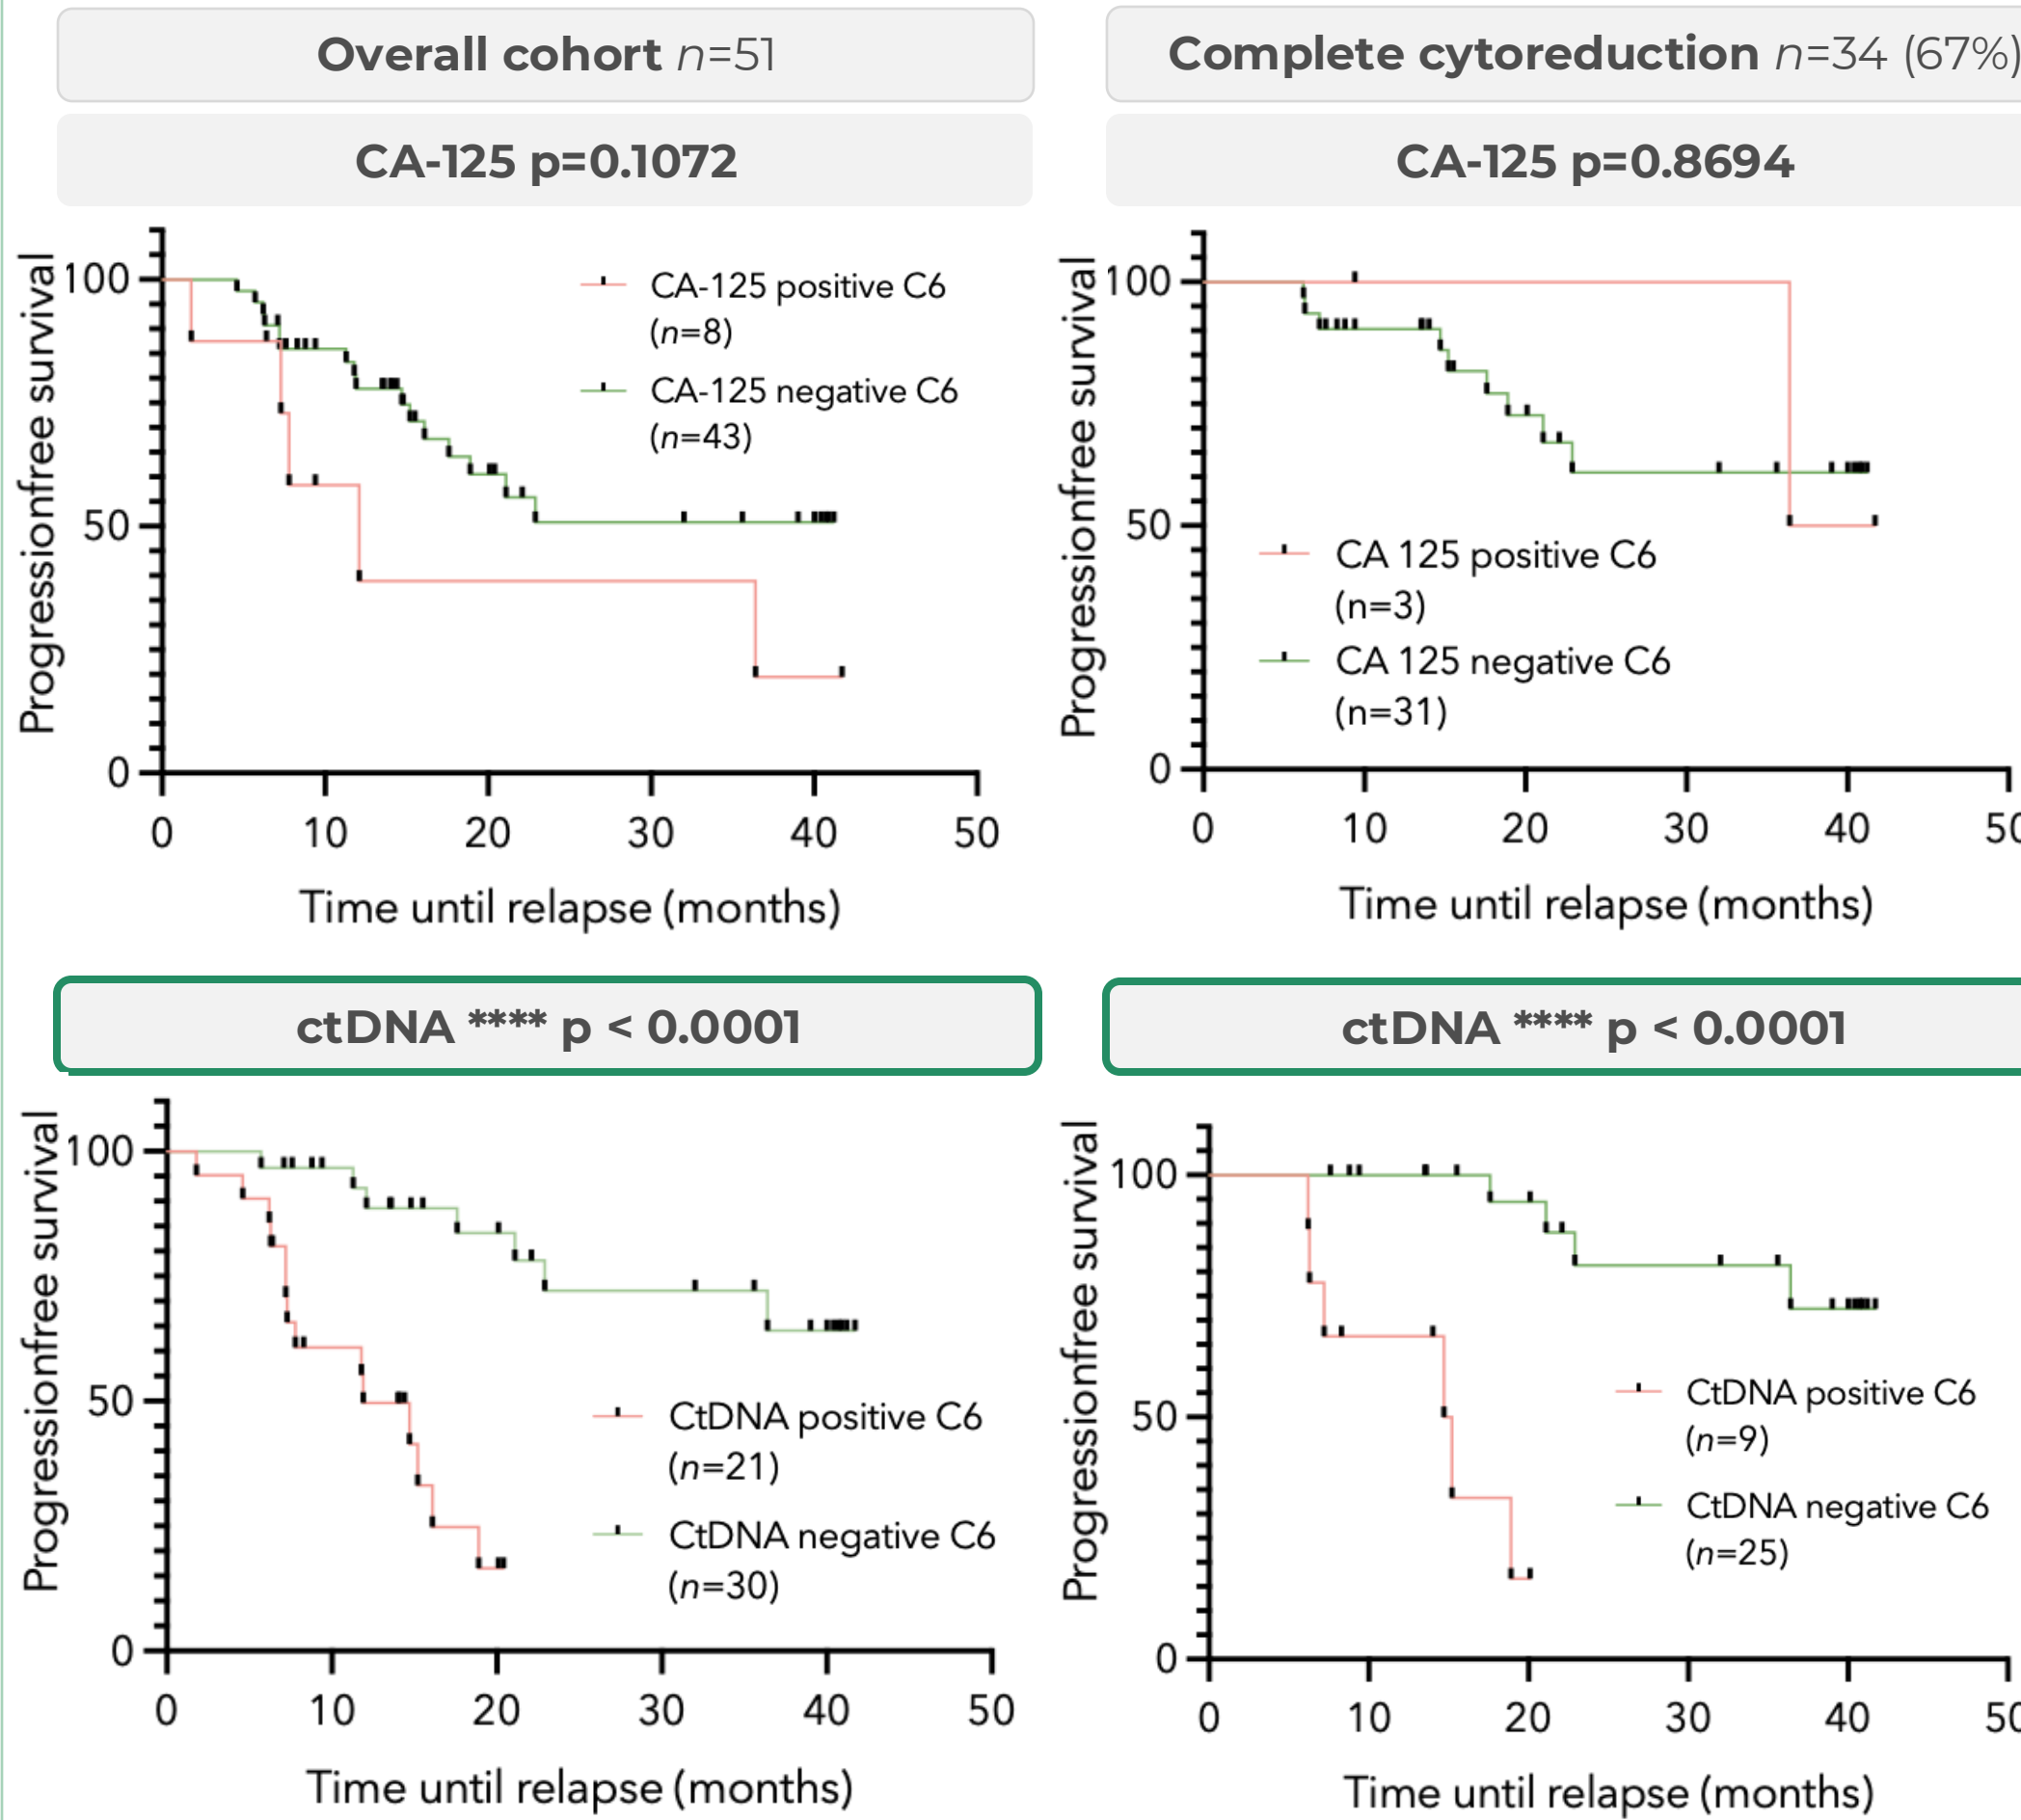 Overall cohort n=51
CA-125 p=0.1072
Progressionfree survival
100
50
0
CA-125 positive C6
(n=8)
CA-125 negative C6
(n=43)
0 10 20 30 40 50
Time until relapse (months)
Complete cytoreduction n=34 (67%)
CA-125 p=0.8694
Progressionfree survival
100
50
0
CA 125 positive C6
(n=3)
CA 125 negative C6
(n=31)
0 10 20 30 40 50
Time until relapse (months)
ctDNA **** p < 0.0001
Progressionfree survival
100
50
0
CtDNA positive C6
(n=21)
CtDNA negative C6
(n=30)
0 10 20 30 40 50
Time until relapse (months)
ctDNA **** p < 0.0001
Progressionfree survival
100
50
0
CtDNA positive C6
(n=9)
CtDNA negative C6
(n=25)
0 10 20 30 40 50
Time until relapse (months)